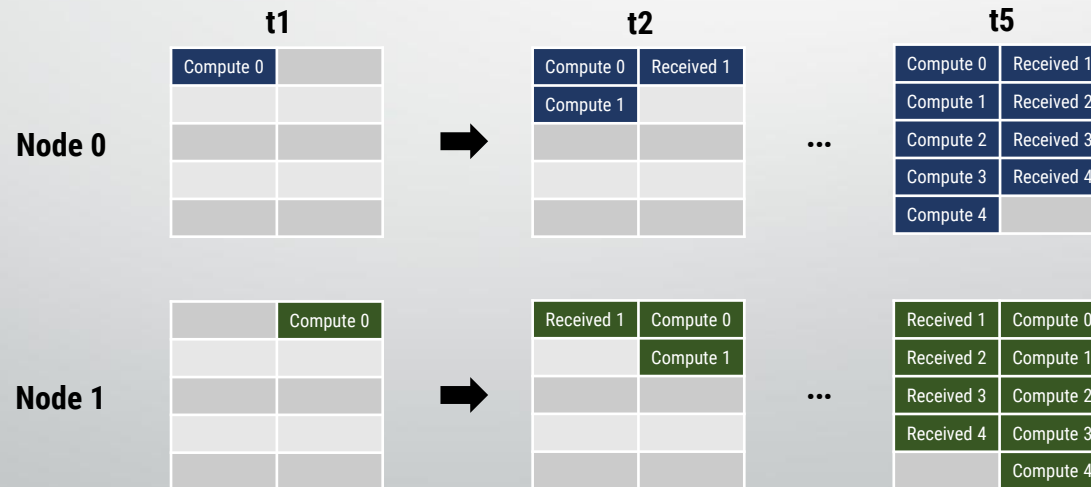 t1 t2 t5
Node 0
Compute 0
Compute 0 Received 1
Compute 1
...
Compute 0 Received 1
Compute 1 Received 2
Compute 2 Received 3
Compute 3 Received 4
Compute 4
Node 1
Compute 0
Received 1 Compute 0
Compute 1
...
Received 1 Compute 0
Received 2 Compute 1
Received 3 Compute 2
Received 4 Compute 3
Compute 4